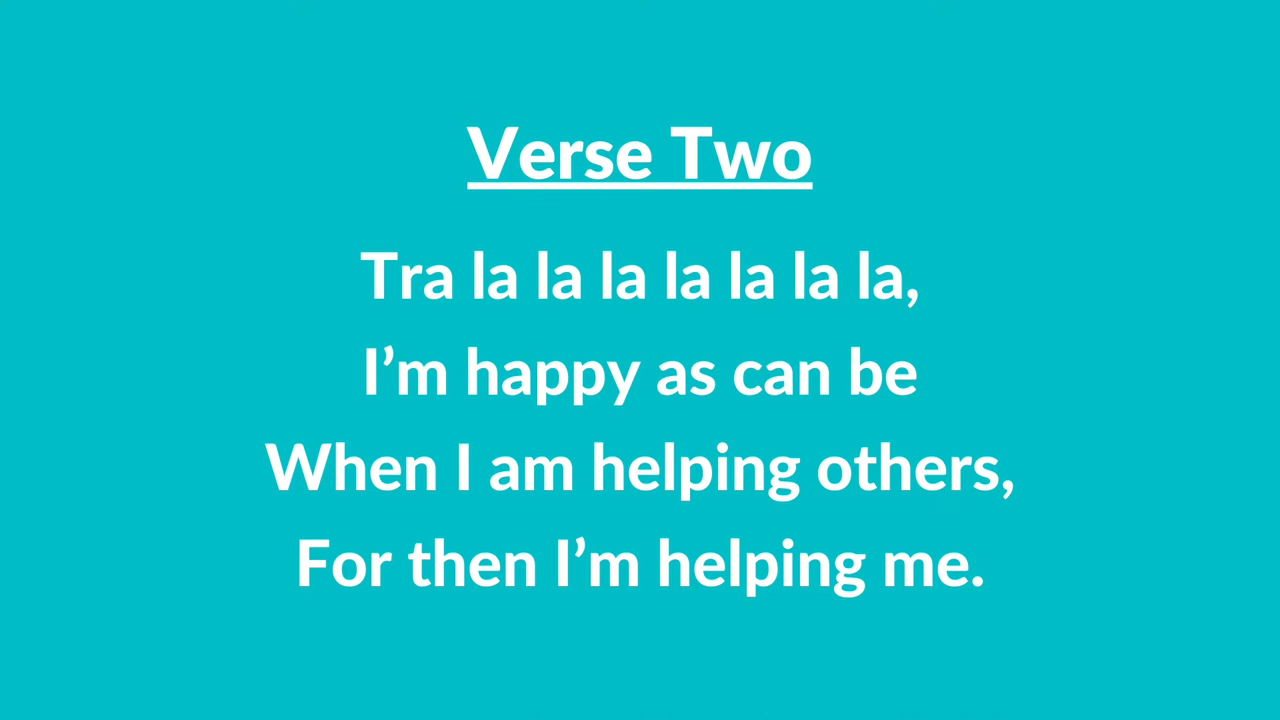 Verse Two
Tra la la la la la la la,
I’m happy as can be
When I am helping others,
For then I’m helping me.